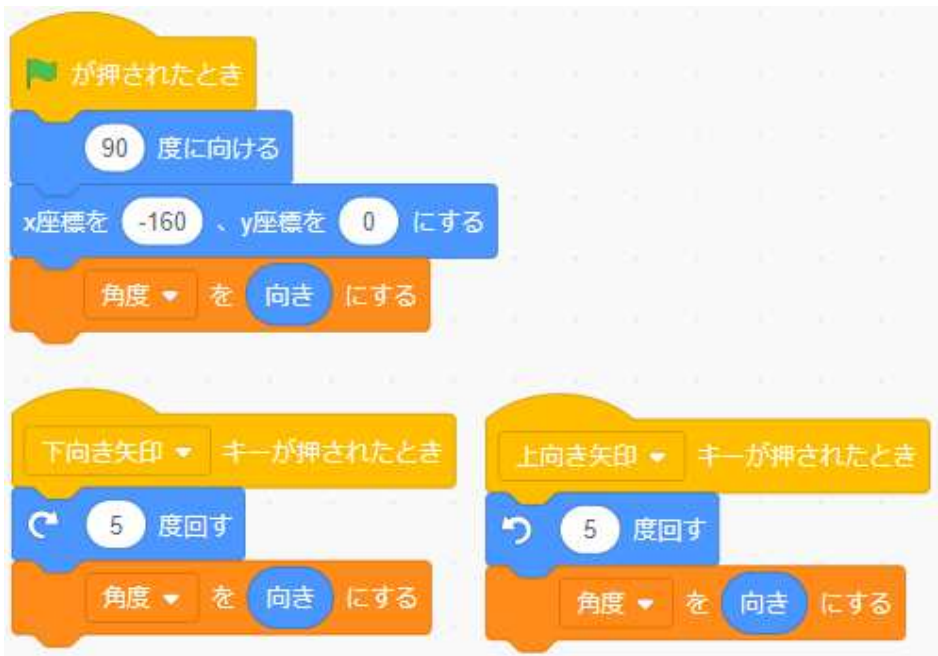 が押されたとき
90 度に向ける
x座標を -160 、y座標を 0 にする
角度 を 向き にする
下向き矢印 キーが押されたとき
5 度回す
角度 を 向き にする
上向き矢印 キーが押されたとき
5 度回す
角度 を 向き にする